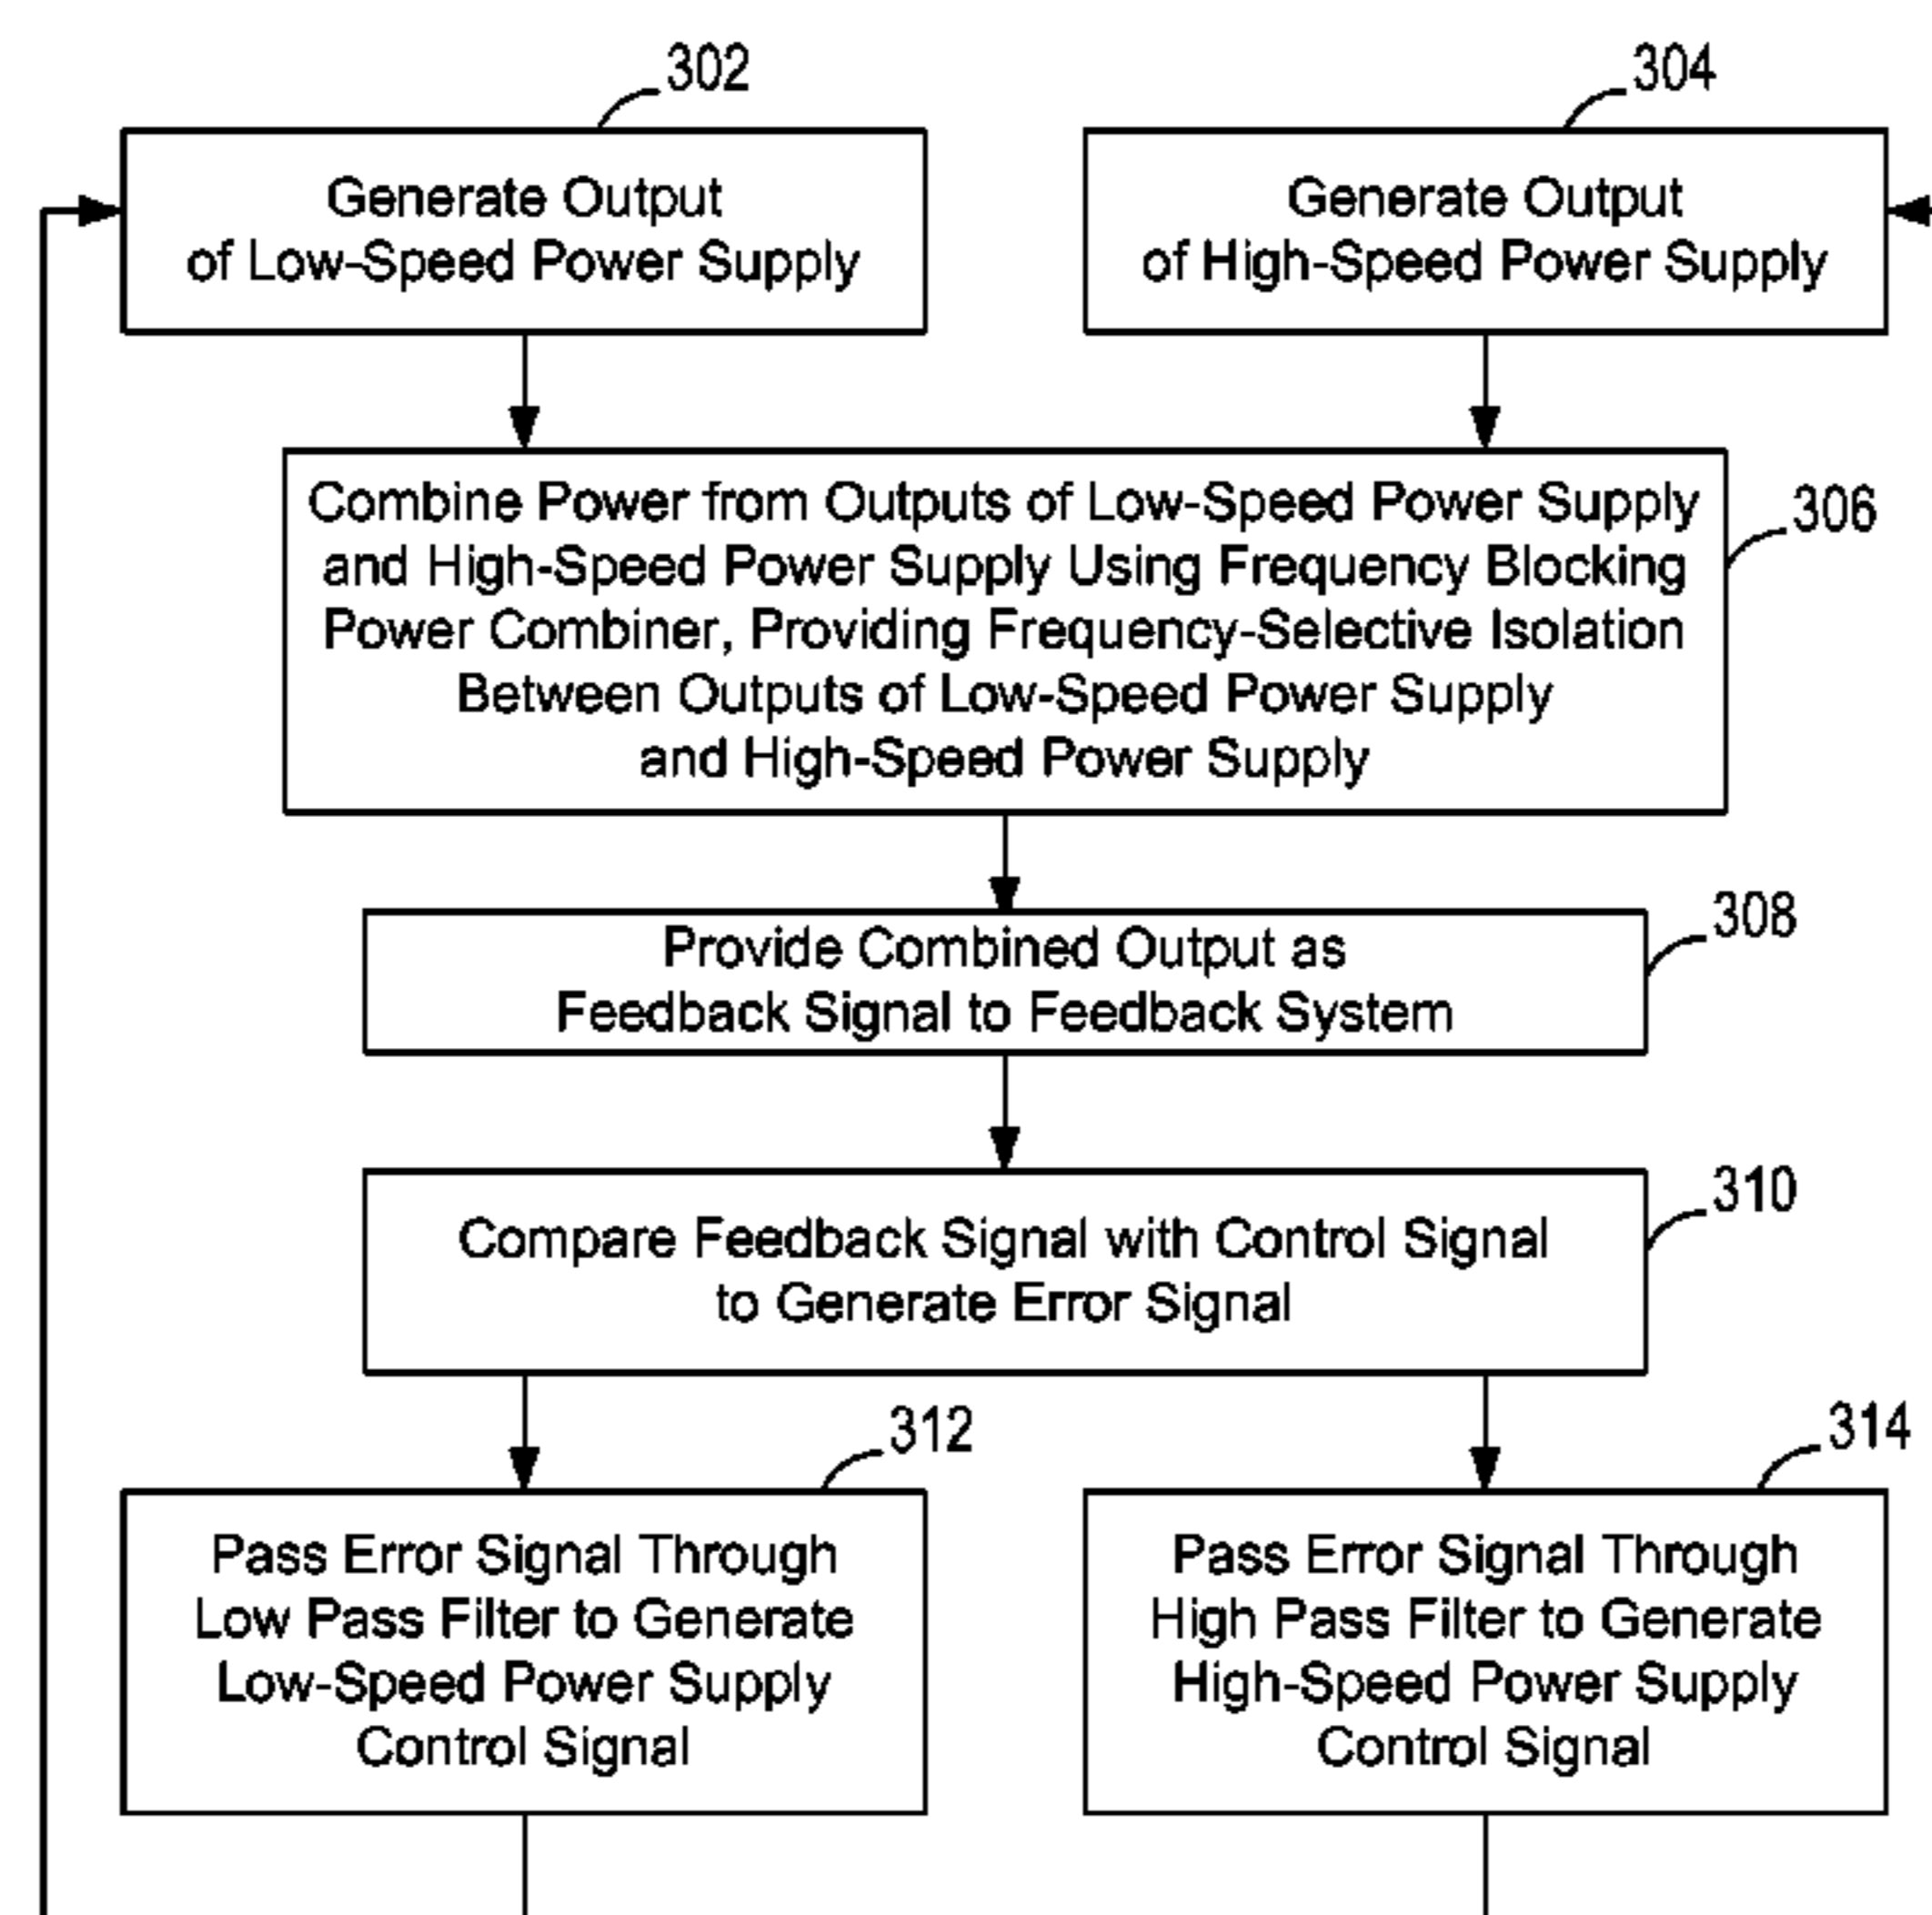 302
304
Generate Output
of Low-Speed Power Supply
Generate Output
of High-Speed Power Supply
Combine Power from Outputs of Low-Speed Power Supply
and High-Speed Power Supply Using Frequency Blocking
Power Combiner, Providing Frequency-Selective Isolation
Between Outputs of Low-Speed Power Supply
and High-Speed Power Supply
306
Provide Combined Output as
Feedback Signal to Feedback System
308
Compare Feedback Signal with Control Signal
to Generate Error Signal
310
312
314
Pass Error Signal Through
Low Pass Filter to Generate
Low-Speed Power Supply
Control Signal
Pass Error Signal Through
High Pass Filter to Generate
High-Speed Power Supply
Control Signal